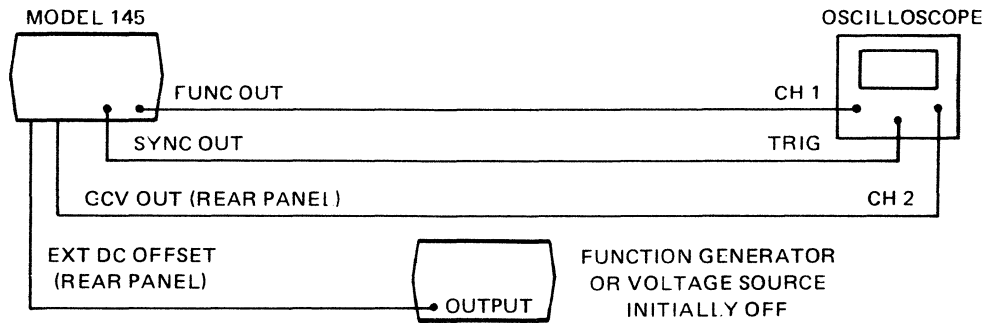 MODEL 145
OSCILLOSCOPE
FUNC OUT
CH 1
SYNC OUT
TRIG
GCV OUT (REAR PANEL)
CH 2
EXT DC OFFSET
(REAR PANEL)
OUTPUT
FUNCTION GENERATOR
OR VOLTAGE SOURCE
INITIALLY OFF